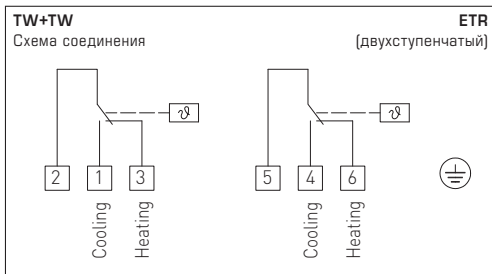 TW+TW
ETR
Схема соединения
(двухступенчатый)
ϑ
ϑ
2 1 3
5 4 6
Cooling
Heating
Cooling
Heating